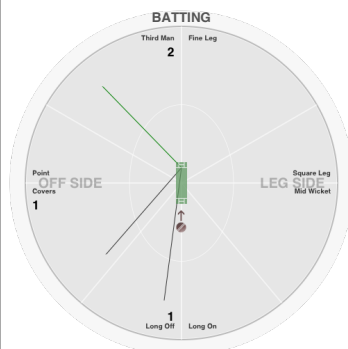 BATTING
Third Man Fine Leg
2
Point Square Leg
OFF SIDE LEG SIDE
Covers Mid Wicket
1
1
Long Off Long On